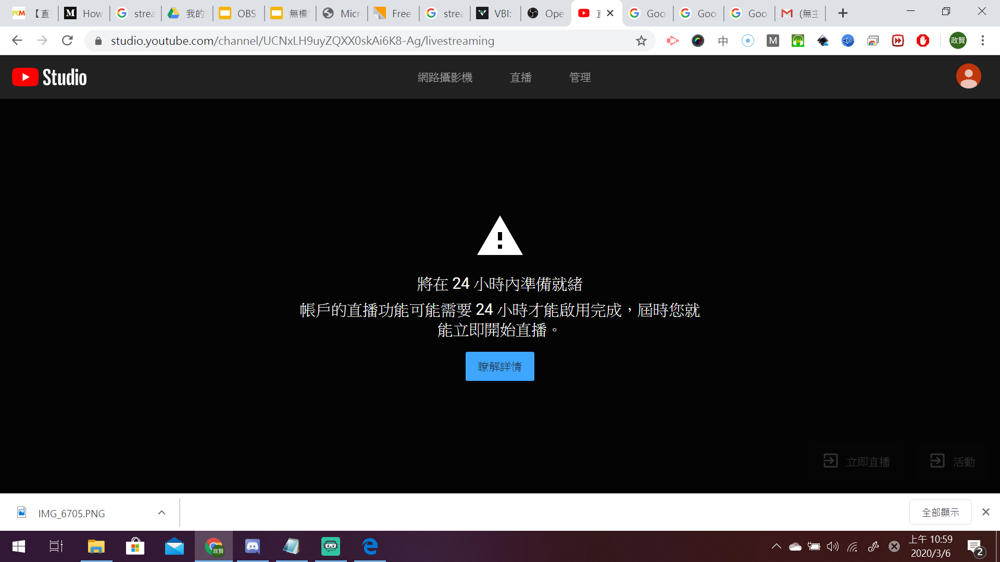 【直
How
strea
我的
OBS
無標
Micr
Free
strea
VBI:
Ope
Goo
Goo
Goo
(無主
studio.youtube.com/channel/UCNxLH9uyZQXX0skAi6K8-Ag/livestreaming
中
M
政賢
Studio
網路攝影機
直播
管理
將在 24 小時內準備就緒
帳戶的直播功能可能需要 24 小時才能啟用完成，屆時您就
能立即開始直播。
瞭解詳情
立即直播
活動
IMG_6705.PNG
全部顯示
政賢
上午 10:59
2020/3/6
2